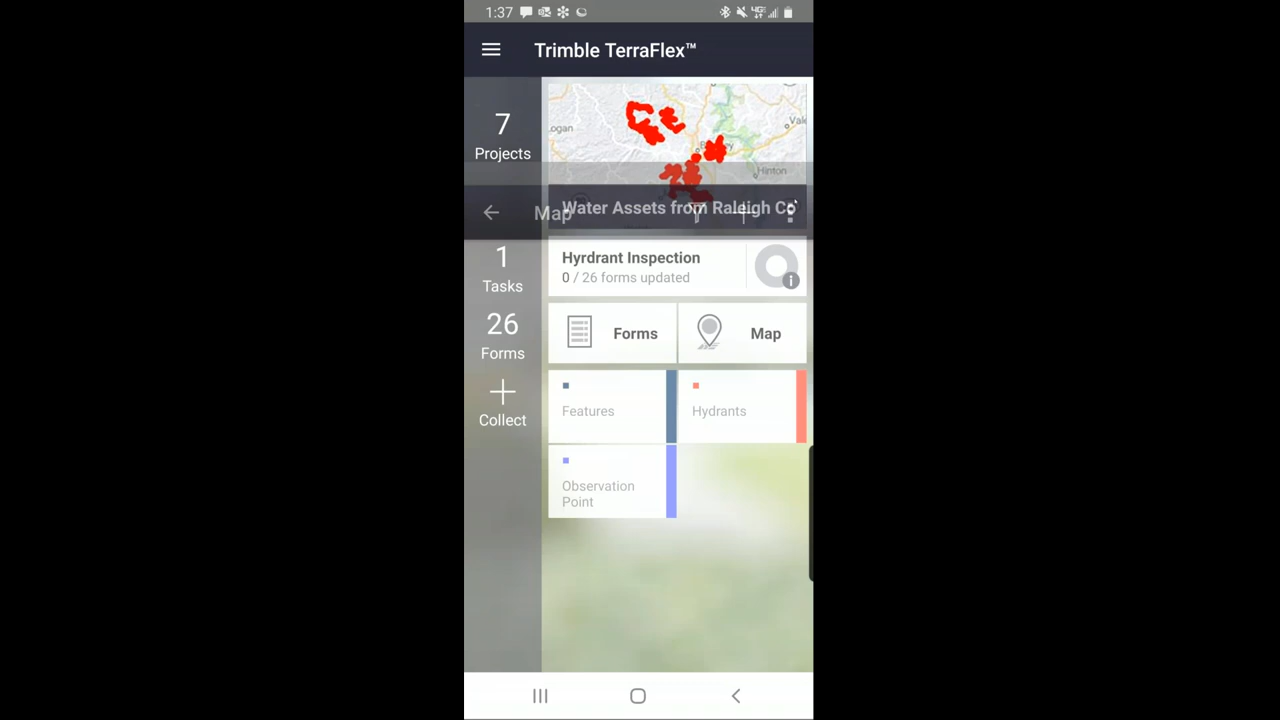 1:37
Trimble TerraFlex™
7
Projects
ogan
Hinton
Water Assets from Raleigh Co
Map
1
Tasks
Hyrdrant Inspection
0 / 26 forms updated
26
Forms
Forms
Map
Collect
Features
Hydrants
Observation
Point